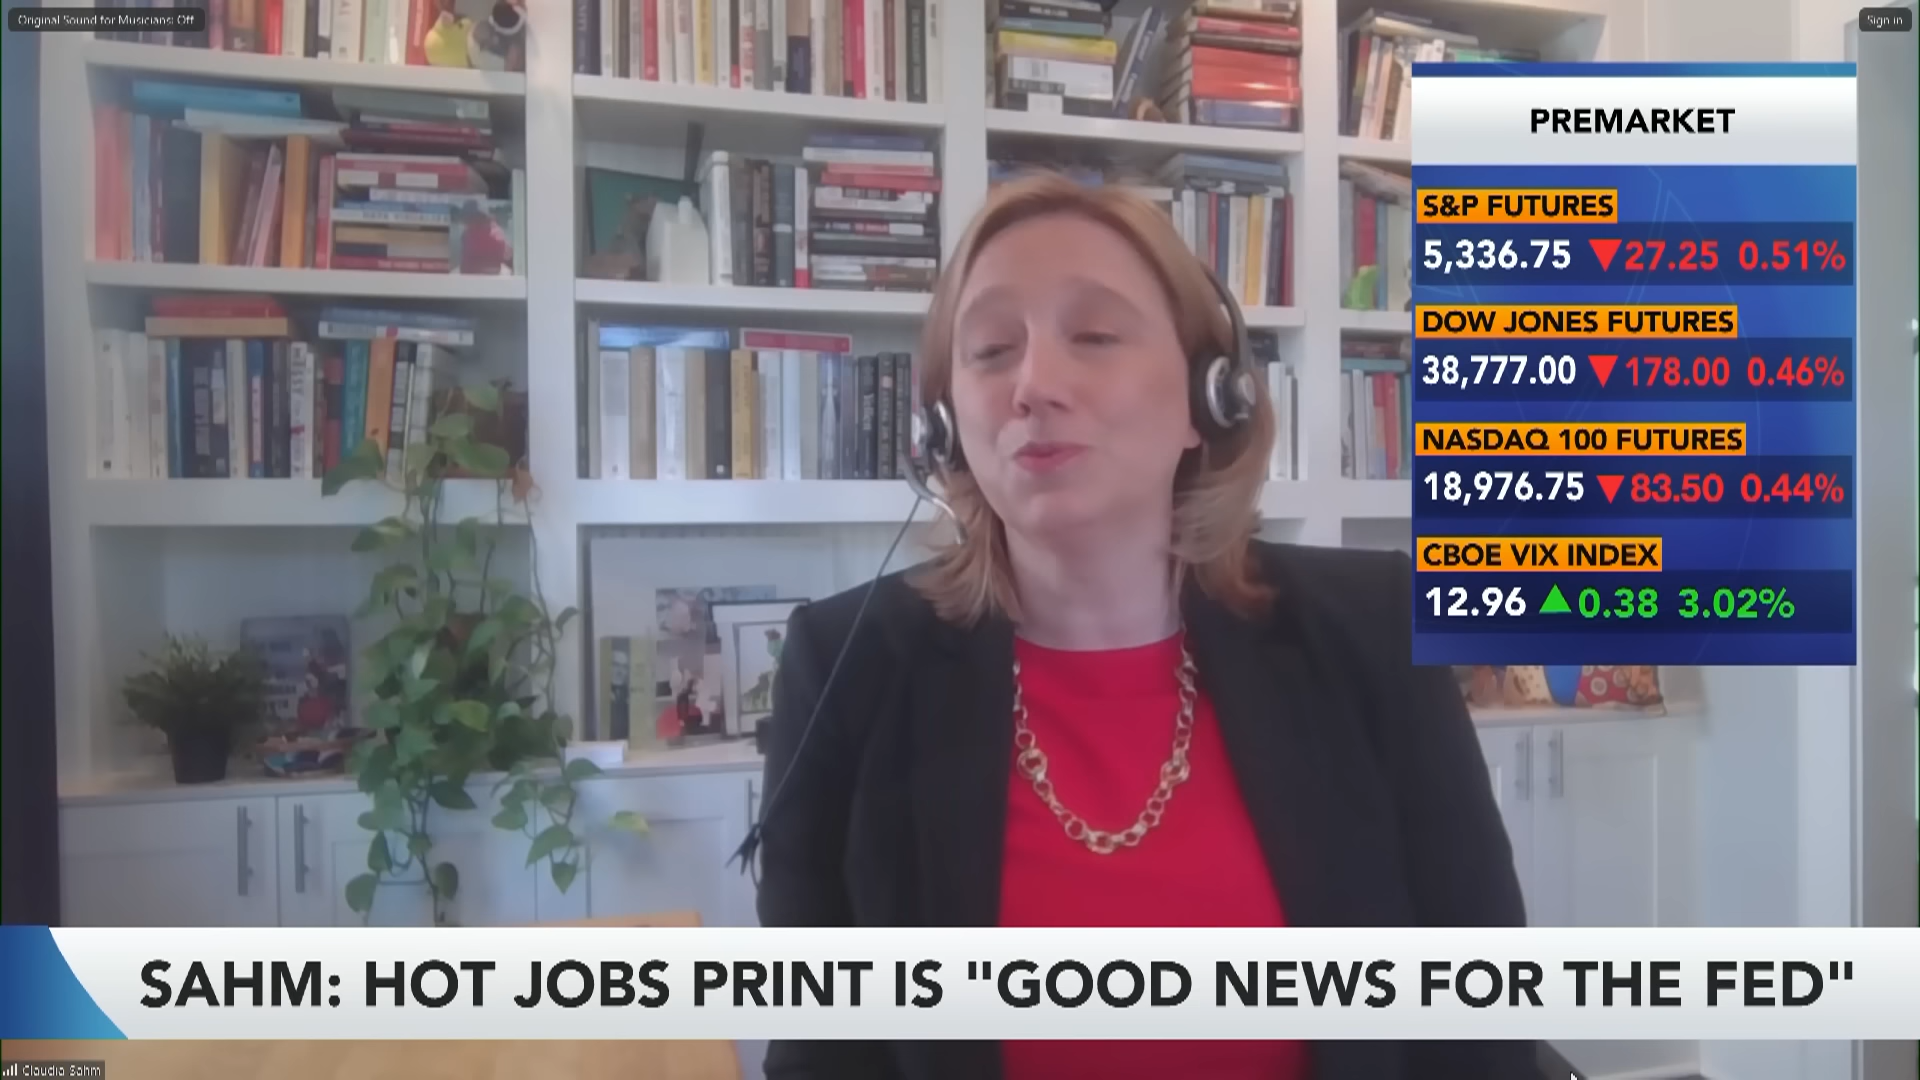 Original Sound for Musicians: Off
Sign in
PREMARKET
S&P FUTURES
5,336.75 ▼27.25 0.51%
DOW JONES FUTURES
38,777.00 ▼178.00 0.46%
NASDAQ 100 FUTURES
18,976.75 ▼83.50 0.44%
CBOE VIX INDEX
12.96 ▲0.38 3.02%
SAHM: HOT JOBS PRINT IS "GOOD NEWS FOR THE FED"
Claudia Sahm